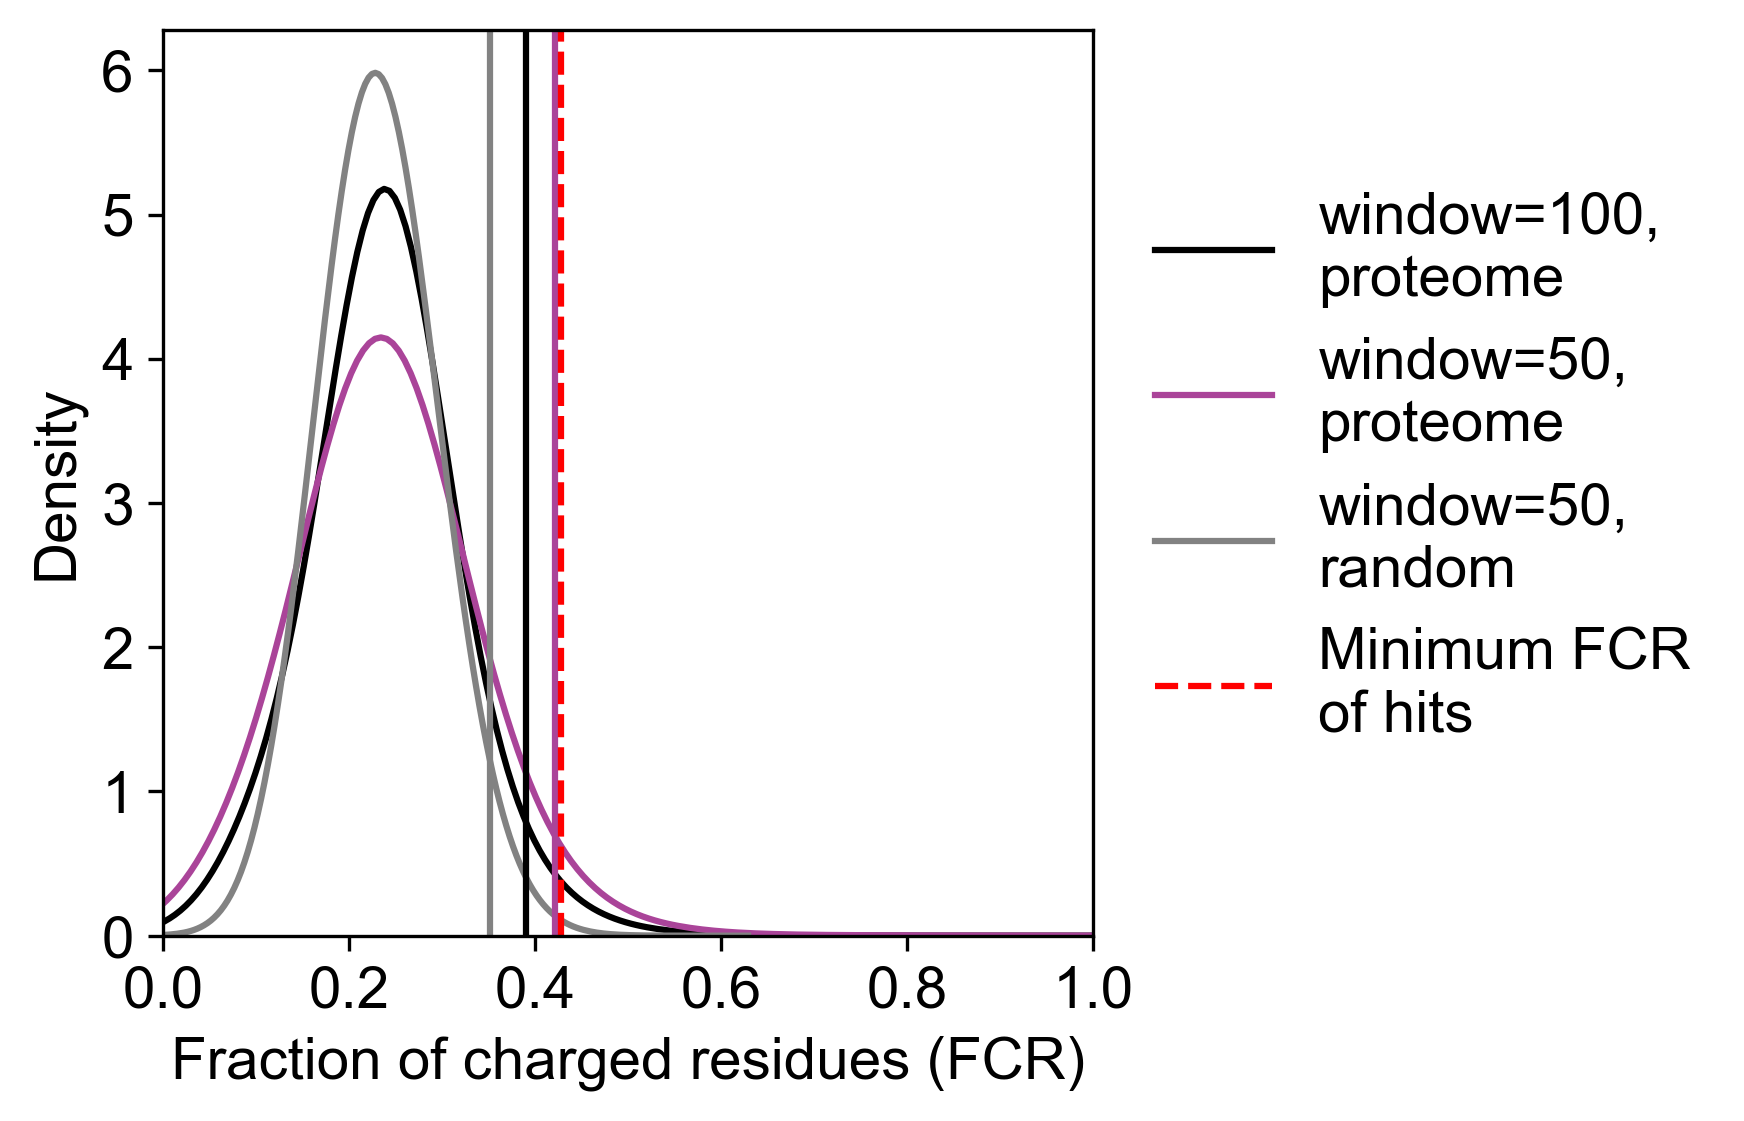 6
5
4
3
2
1
0
Density
0.0 0.2 0.4 0.6 0.8 1.0
Fraction of charged residues (FCR)
window=100,
proteome
window=50,
proteome
window=50,
random
Minimum FCR
of hits